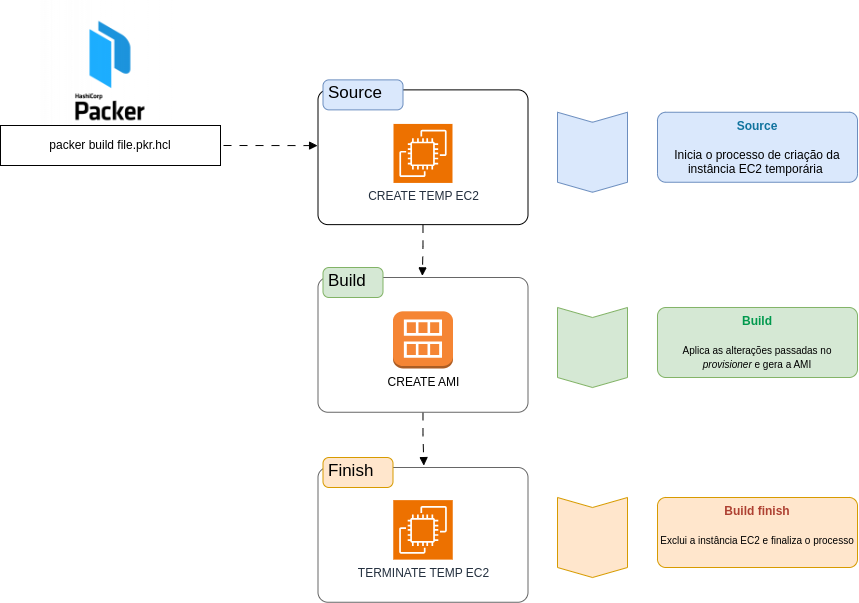 HashiCorp
Packer
packer build file.pkr.hcl
Source
CREATE TEMP EC2
Source
Inicia o processo de criação da
instância EC2 temporária
Build
CREATE AMI
Build
Aplica as alterações passadas no
provisioner e gera a AMI
Finish
TERMINATE TEMP EC2
Build finish
Exclui a instância EC2 e finaliza o processo